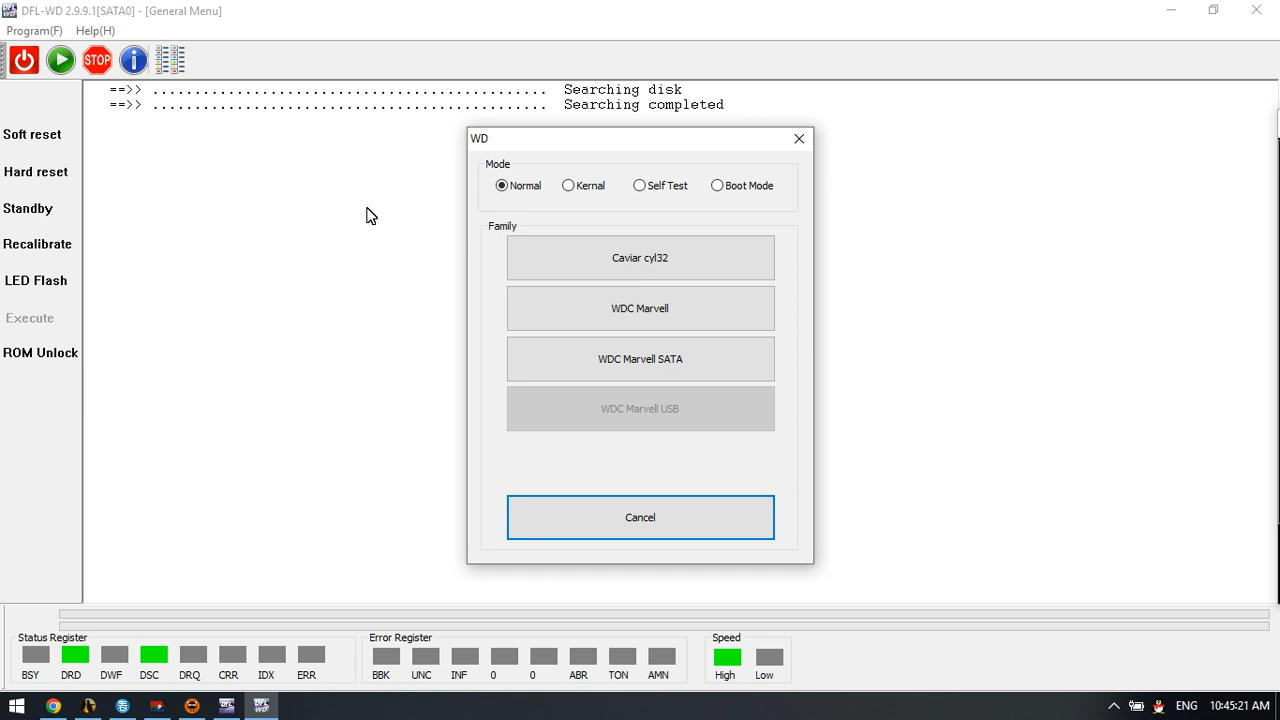 DFL-WD 2.9.9.1[SATA0] - [General Menu]
Program(F) Help(H)
STOP
==>> ............................................... Searching disk
==>> ............................................... Searching completed
Soft reset
Hard reset
Standby
Recalibrate
LED Flash
Execute
ROM Unlock
WD
Mode
Normal Kernal Self Test Boot Mode
Family
Caviar cyl32
WDC Marvell
WDC Marvell SATA
WDC Marvell USB
Cancel
Status Register
BSY DRD DWF DSC DRQ CRR IDX ERR
Error Register
BBK UNC INF 0 0 ABR TON AMN
Speed
High Low
ENG 10:45:21 AM